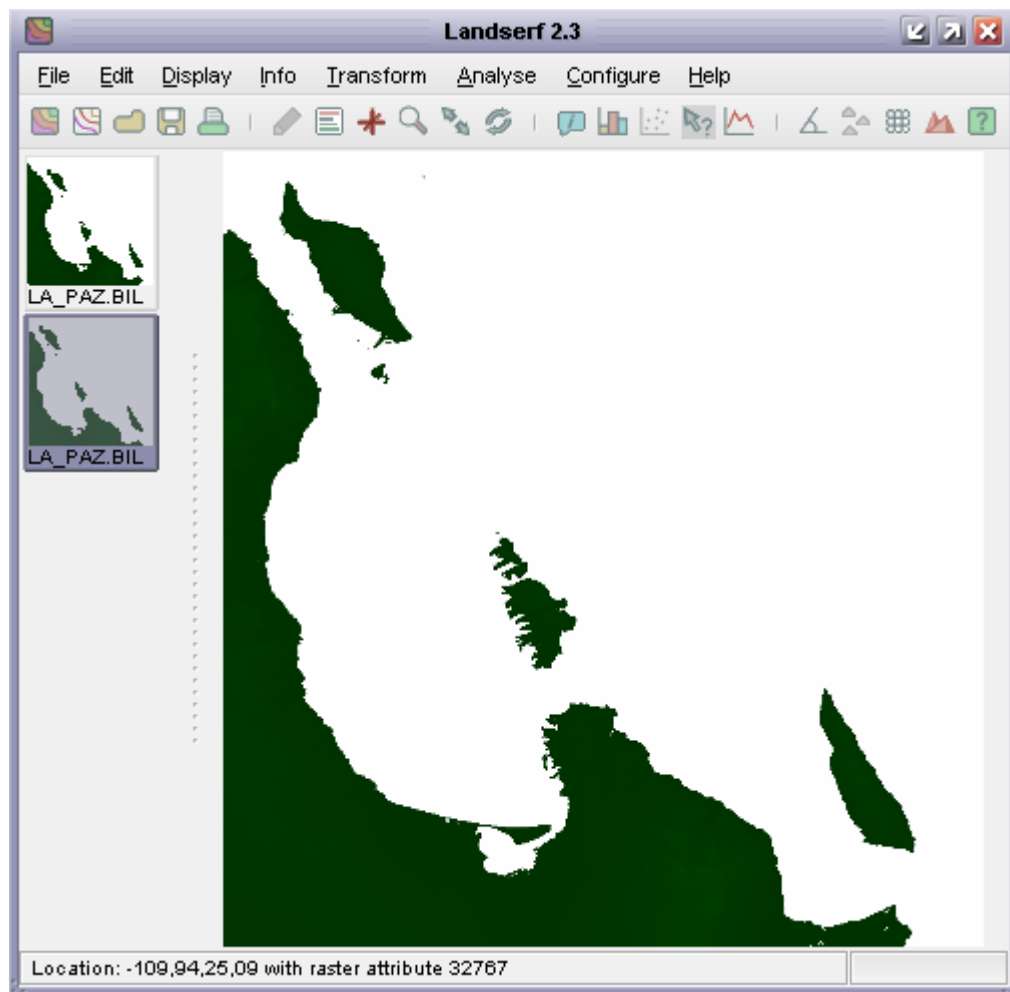 Landserf 2.3
File Edit Display Info Transform Analyse Configure Help
LA_PAZ.BIL
LA_PAZ.BIL
Location: -109,94,25,09 with raster attribute 32767